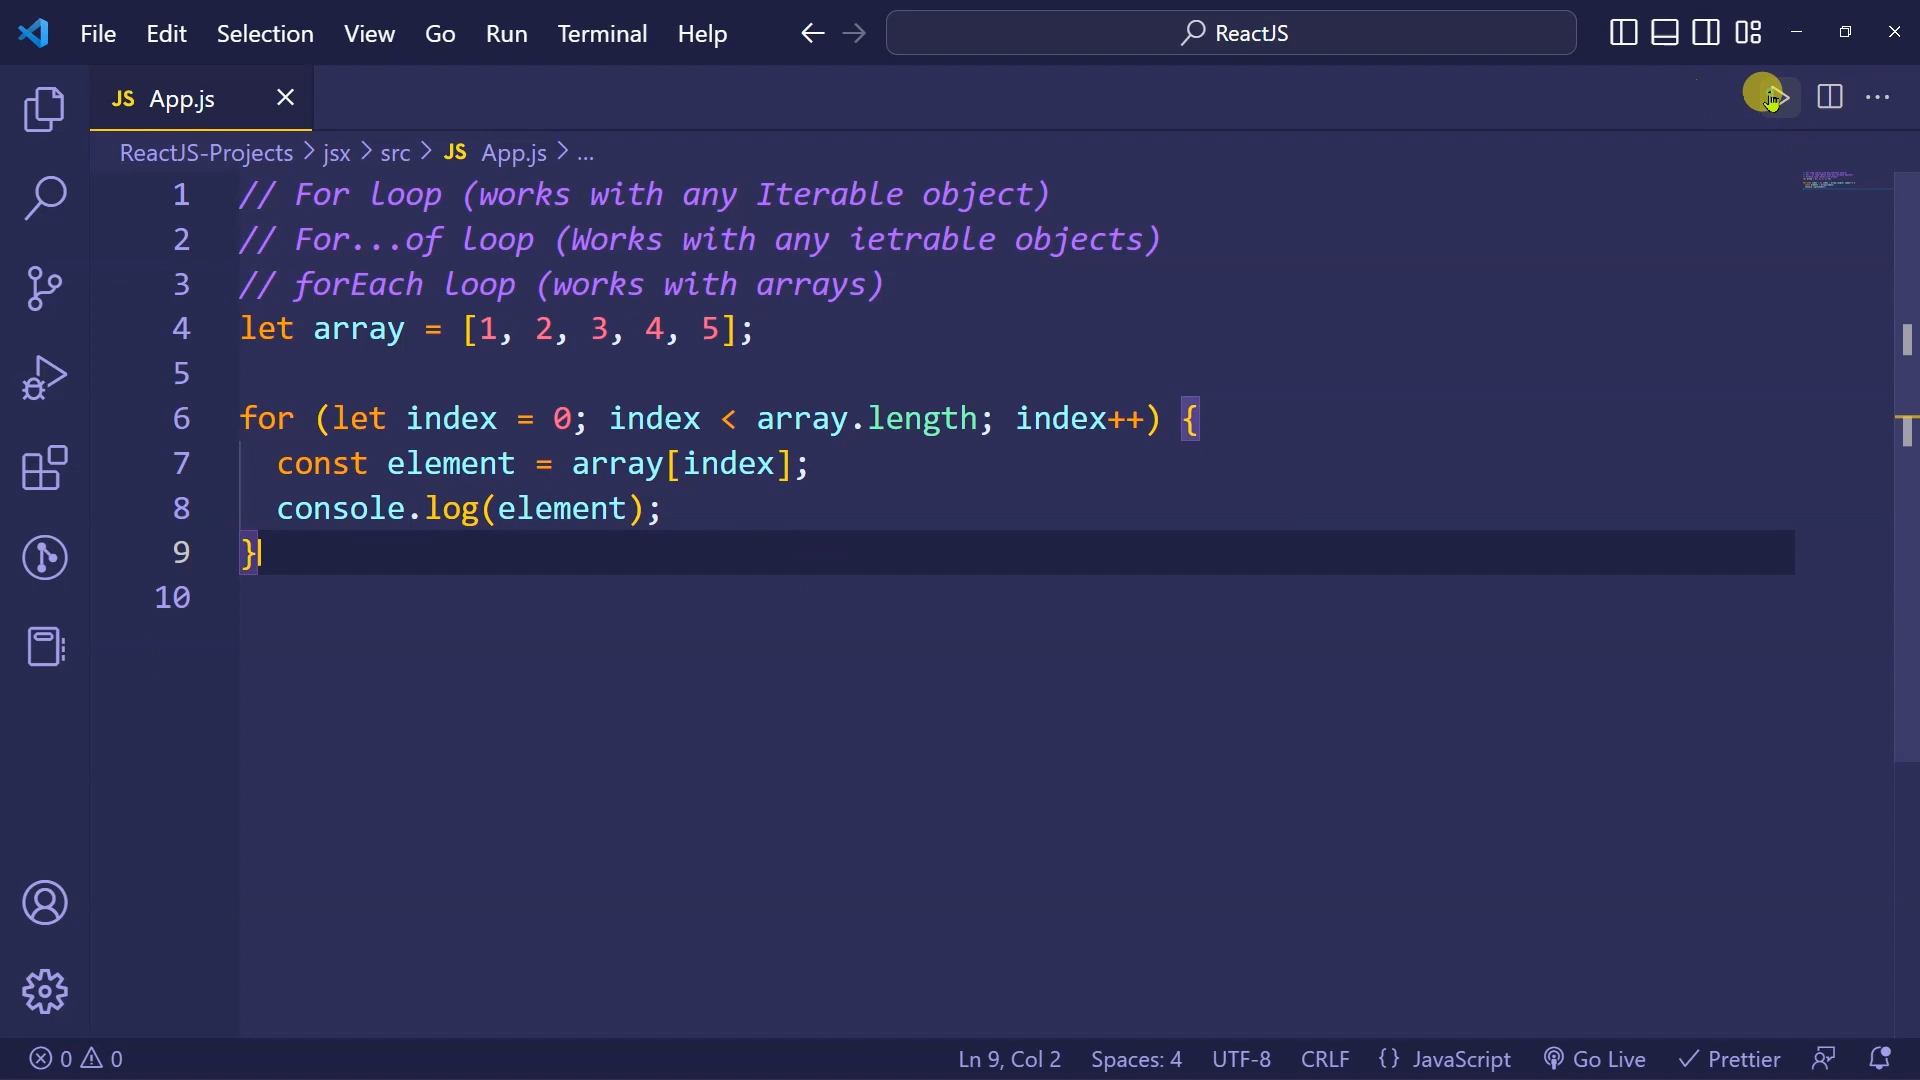 File Edit Selection View Go Run Terminal Help ReactJS
JS App.js
ReactJS-Projects > jsx > src > JS App.js > ...
1 // For loop (works with any Iterable object)
2 // For...of loop (Works with any ietrable objects)
3 // forEach loop (works with arrays)
4 let array = [1, 2, 3, 4, 5];
5
6 for (let index = 0; index < array.length; index++) {
7 const element = array[index];
8 console.log(element);
9 }
10
0 0 Ln 9, Col 2 Spaces: 4 UTF-8 CRLF {} JavaScript Go Live Prettier